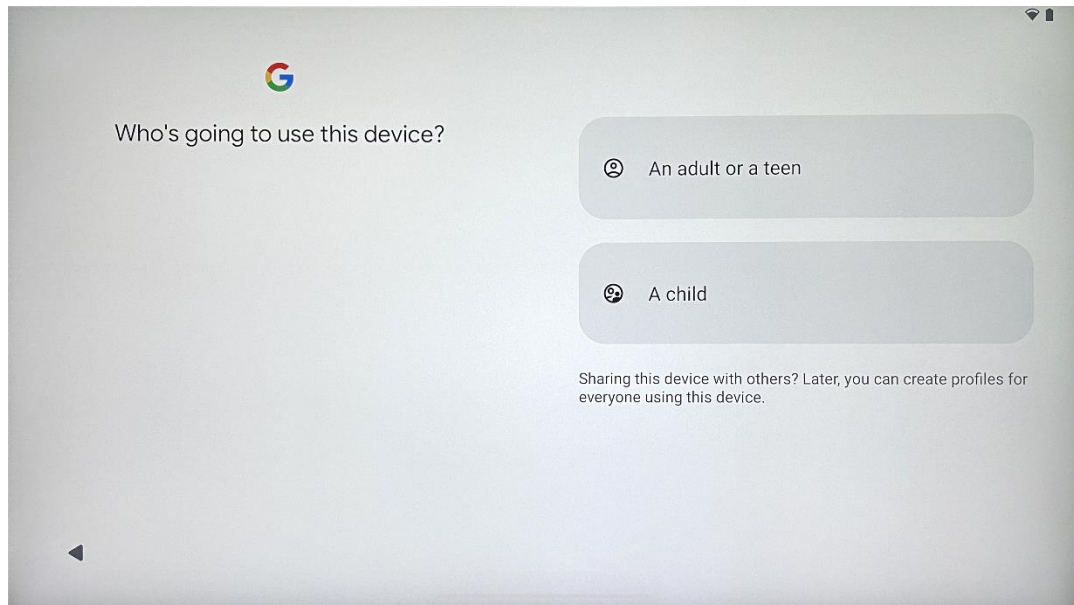 Who's going to use this device?
An adult or a teen
A child
Sharing this device with others? Later, you can create profiles for
everyone using this device.